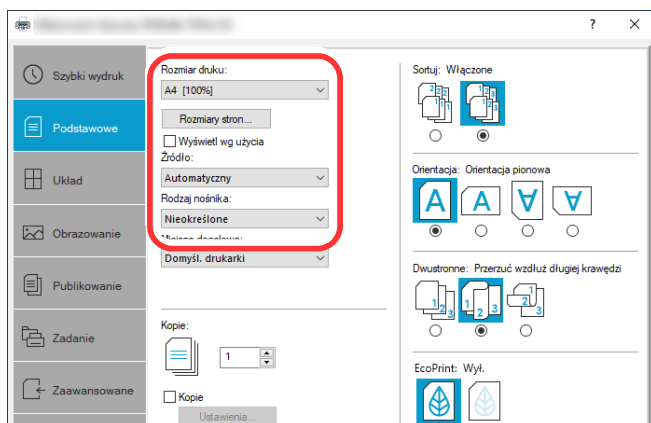 ?
Szybki wydruk
Podstawowe
Układ
Obrazowanie
Publikowanie
Zadanie
Zaawansowane
Rozmiar druku:
A4 [100%]
Rozmiary stron...
Wyświetl wg użycia
Źródło:
Automatyczny
Rodzaj nośnika:
Nieokreślone
Domyśl. drukarki
Kopie:
1
Kopie
Ustawienia...
Sortuj: Włączone
Orientacja: Orientacja pionowa
Dwustronne: Przerzuć wzdłuż długiej krawędzi
EcoPrint: Wył.